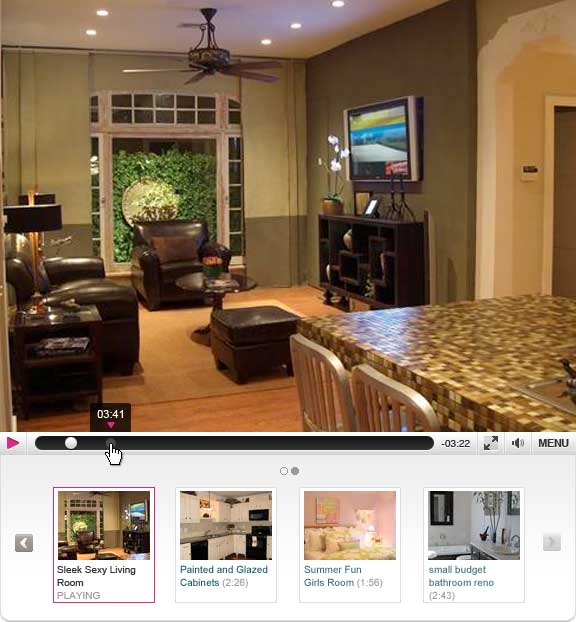 03:41
-03:22
MENU
Sleek Sexy Living
Room
PLAYING
Painted and Glazed
Cabinets (2:26)
Summer Fun
Girls Room (1:56)
small budget
bathroom reno
(2:43)